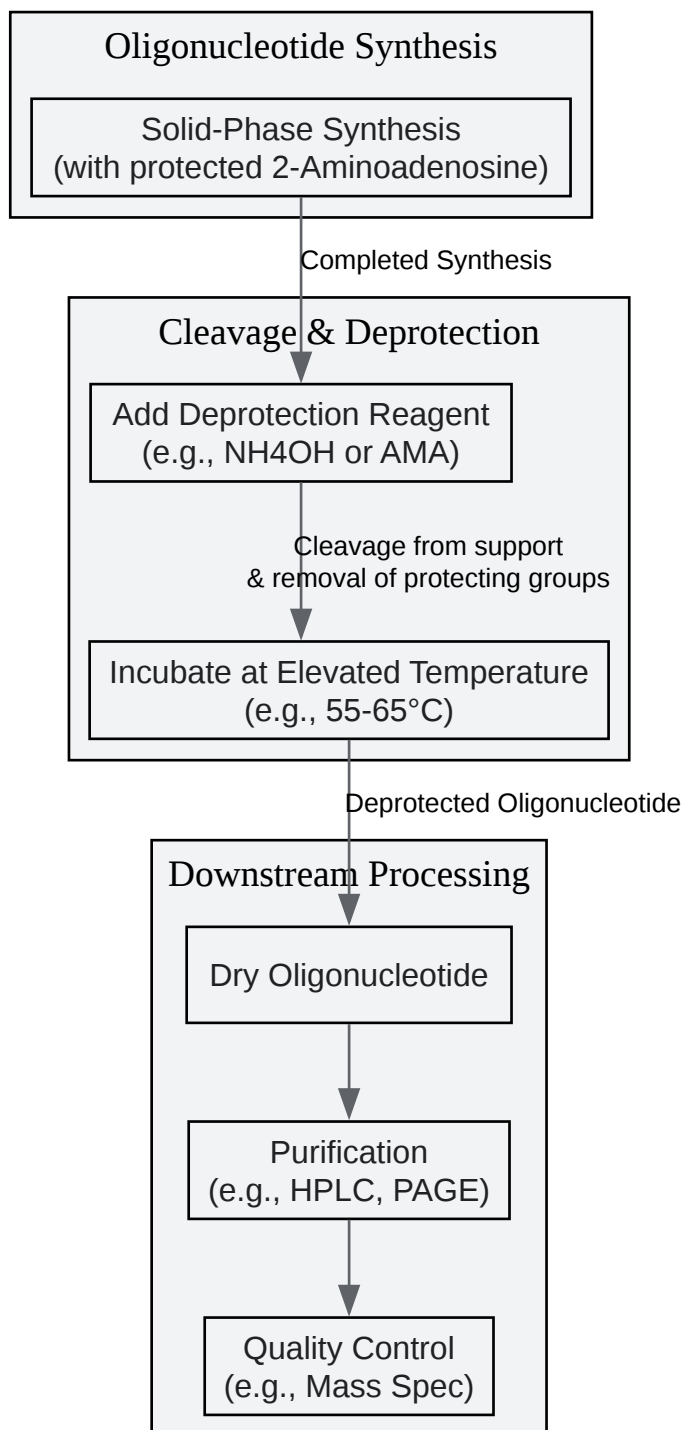 Oligonucleotide Synthesis
Solid-Phase Synthesis
(with protected 2-Aminoadenosine)
Completed Synthesis
Cleavage & Deprotection
Add Deprotection Reagent
(e.g., NH4OH or AMA)
Cleavage from support
& removal of protecting groups
Incubate at Elevated Temperature
(e.g., 55-65°C)
Deprotected Oligonucleotide
Downstream Processing
Dry Oligonucleotide
Purification
(e.g., HPLC, PAGE)
Quality Control
(e.g., Mass Spec)